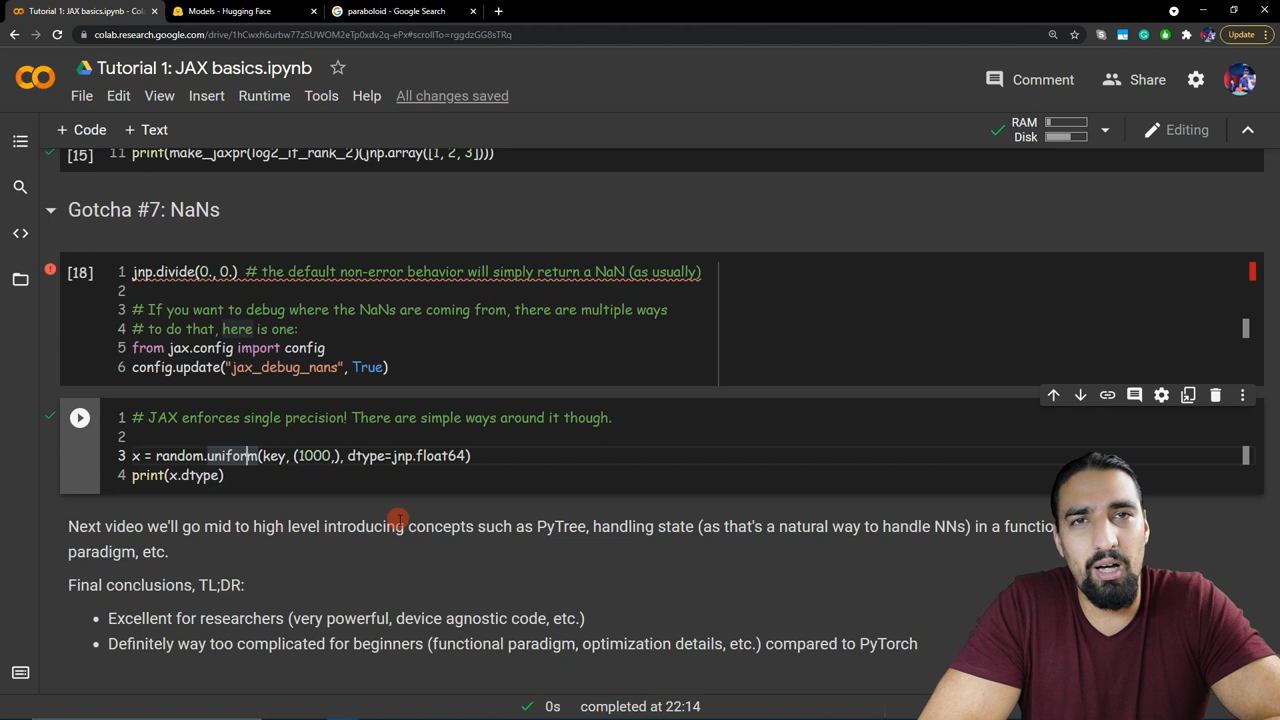 Tutorial 1: JAX basics.ipynb - Col
Models - Hugging Face
paraboloid - Google Search
colab.research.google.com/drive/1hCwxh6urbw77zSUWOM2eTp0xdv2q-ePx#scrollTo=rggdzGG8sTRq
Update
Tutorial 1: JAX basics.ipynb
File Edit View Insert Runtime Tools Help All changes saved
Comment Share
+ Code + Text
RAM
Disk
Editing
[15] 11 print(make_jaxpr(log2_if_rank_2)(jnp.array([1, 2, 3])))
Gotcha #7: NaNs
[18] 1 jnp.divide(0., 0.) # the default non-error behavior will simply return a NaN (as usually)
2
3 # If you want to debug where the NaNs are coming from, there are multiple ways
4 # to do that, here is one:
5 from jax.config import config
6 config.update("jax_debug_nans", True)
1 # JAX enforces single precision! There are simple ways around it though.
2
3 x = random.uniform(key, (1000,), dtype=jnp.float64)
4 print(x.dtype)
Next video we'll go mid to high level introducing concepts such as PyTree, handling state (as that's a natural way to handle NNs) in a functio
paradigm, etc.
Final conclusions, TL;DR:
• Excellent for researchers (very powerful, device agnostic code, etc.)
• Definitely way too complicated for beginners (functional paradigm, optimization details, etc.) compared to PyTorch
0s completed at 22:14